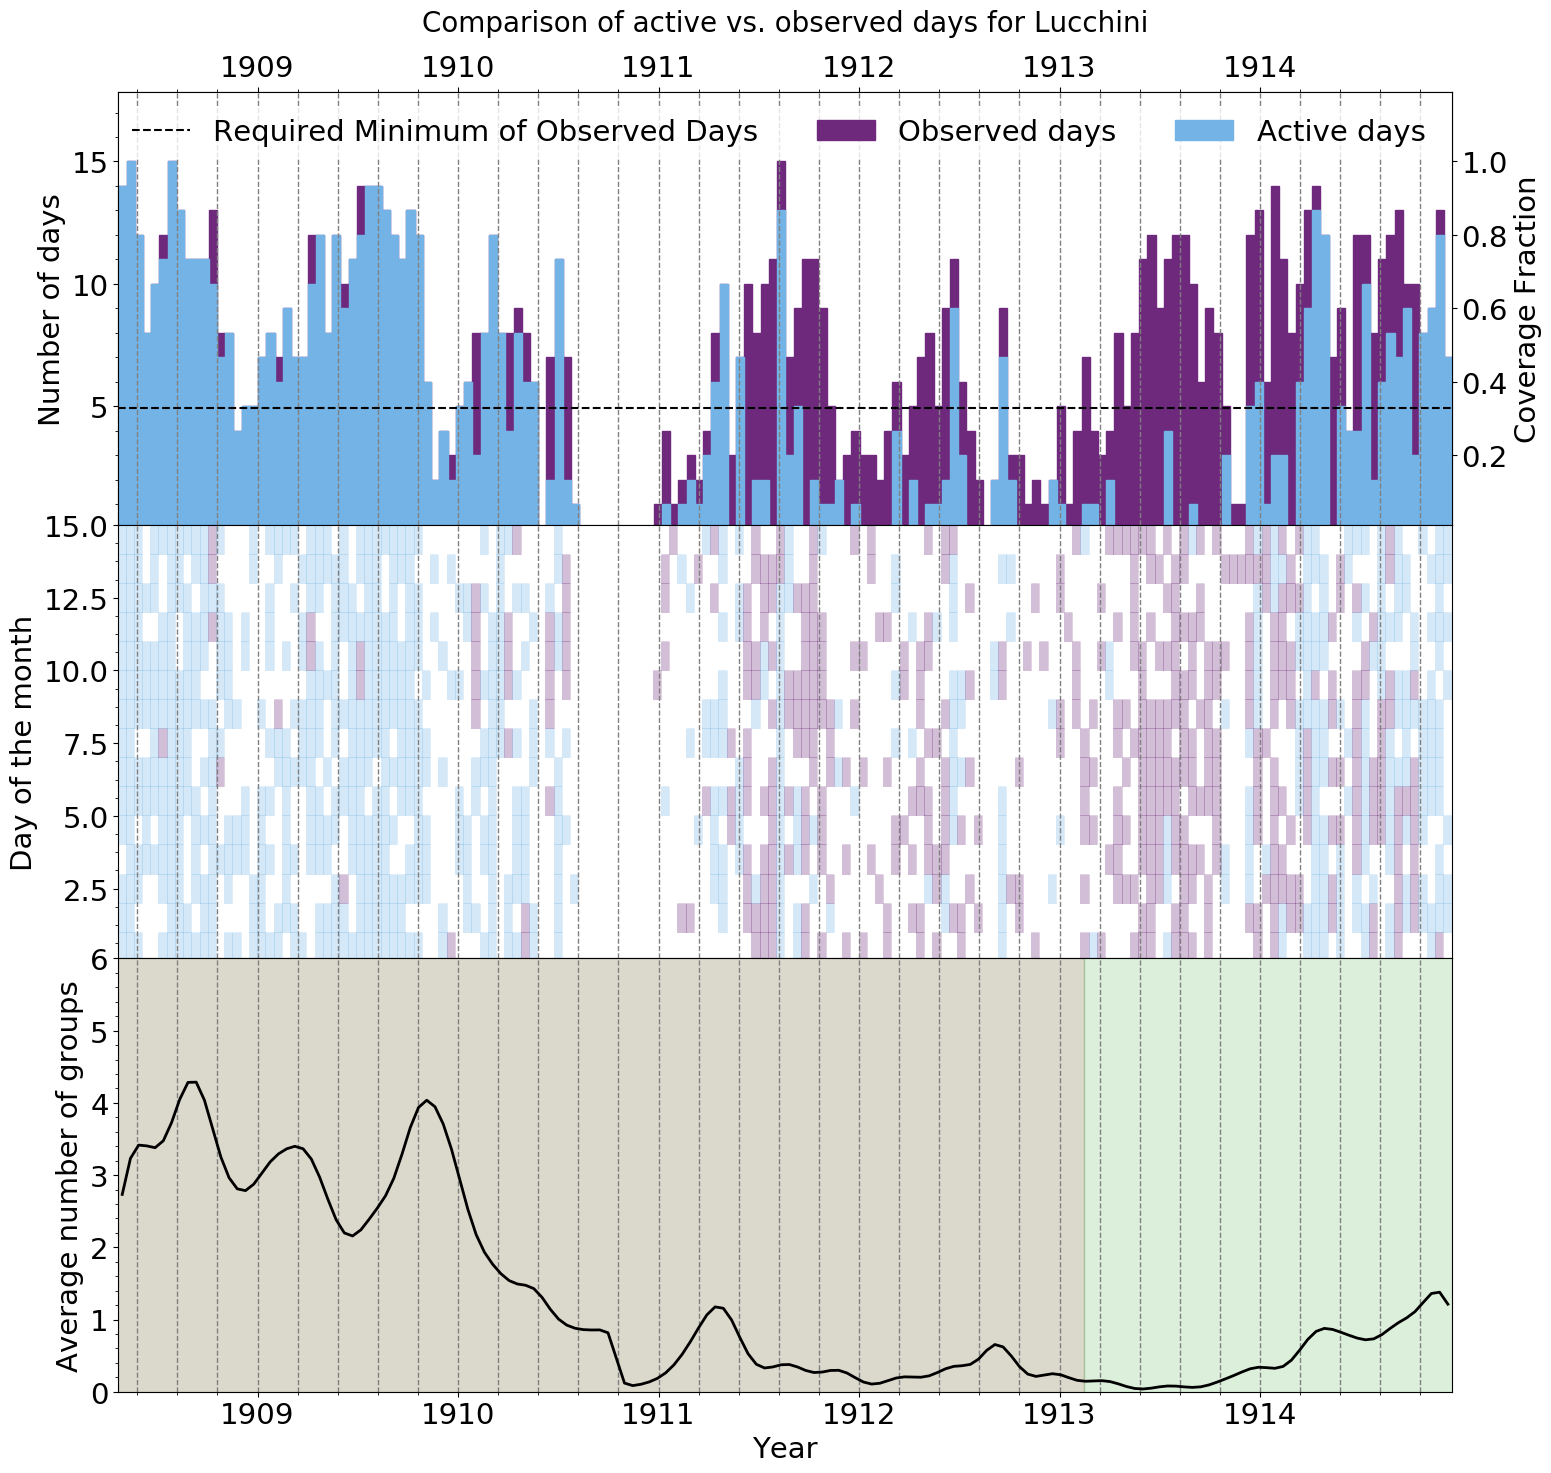 Comparison of active vs. observed days for Lucchini
1909 1910 1911 1912 1913 1914
Required Minimum of Observed Days Observed days Active days
Number of days
15
10
5
Coverage Fraction
1.0
0.8
0.6
0.4
0.2
Day of the month
15.0
12.5
10.0
7.5
5.0
2.5
Average number of groups
6
5
4
3
2
1
0
1909 1910 1911 1912 1913 1914
Year